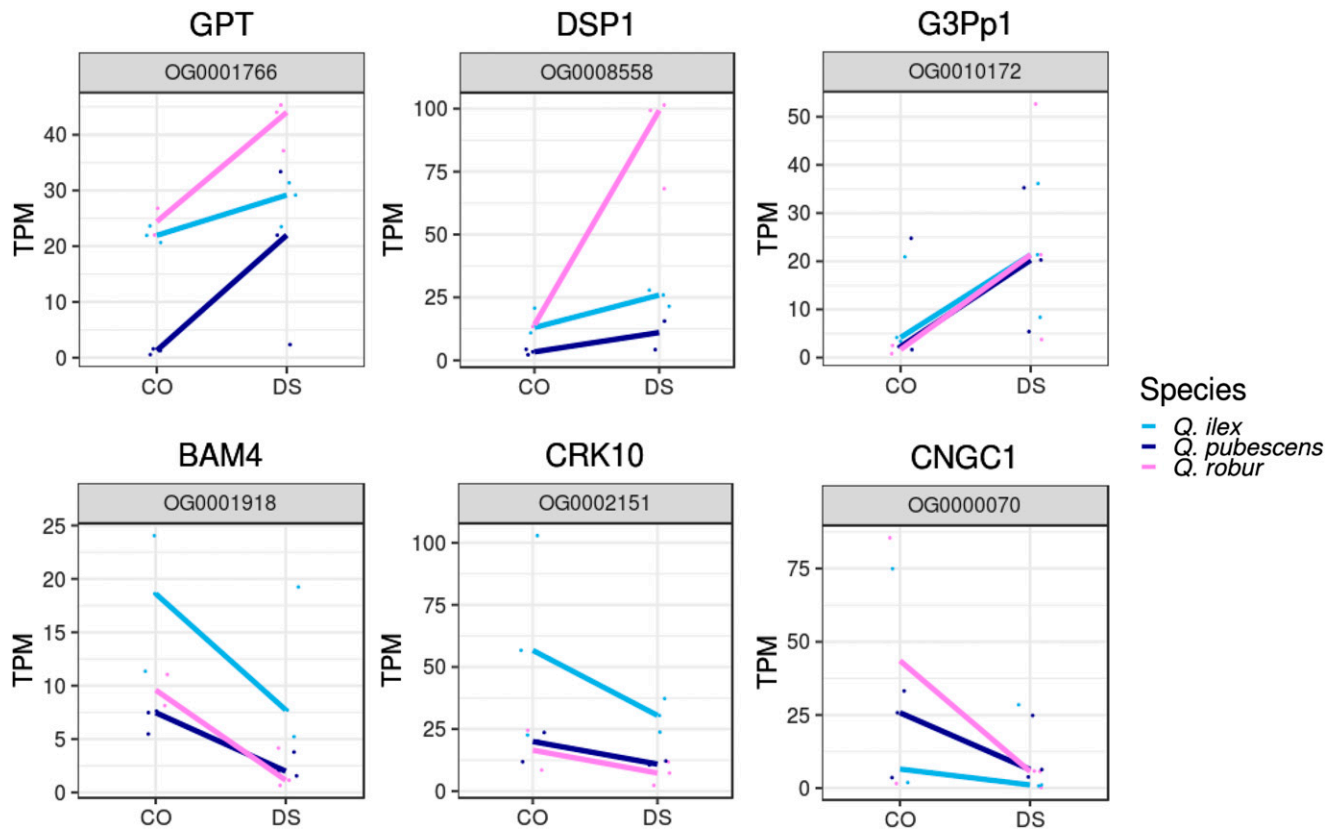 GPT
OG0001766
TPM
40
30
20
10
0
CO DS
DSP1
OG0008558
TPM
100
75
50
25
0
CO DS
G3Pp1
OG0010172
TPM
50
40
30
20
10
0
CO DS
BAM4
OG0001918
TPM
25
20
15
10
5
0
CO DS
CRK10
OG0002151
TPM
100
75
50
25
0
CO DS
CNGC1
OG0000070
TPM
75
50
25
0
CO DS
Species
Q. ilex
Q. pubescens
Q. robur